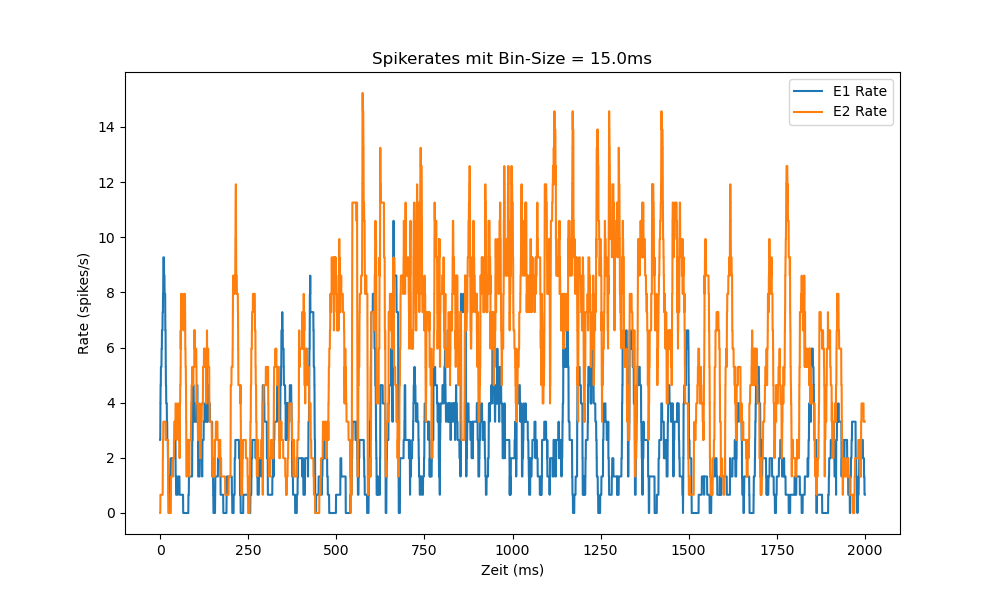 Spikerates mit Bin-Size = 15.0ms
E1 Rate
E2 Rate
Rate (spikes/s)
14
12
10
8
6
4
2
0
0 250 500 750 1000 1250 1500 1750 2000
Zeit (ms)